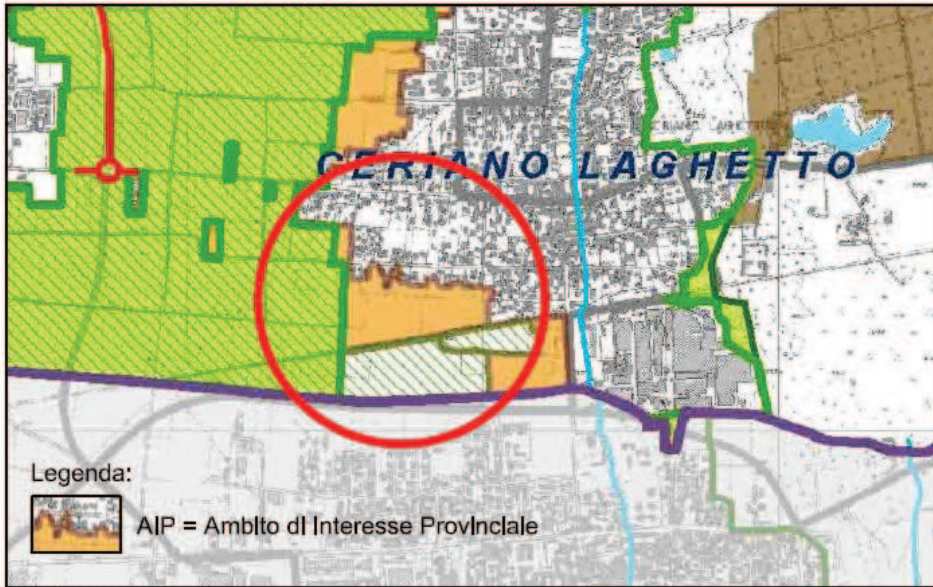 CERIANO LAGHETTO
Legenda:
AIP = Ambito di Interesse Provinciale